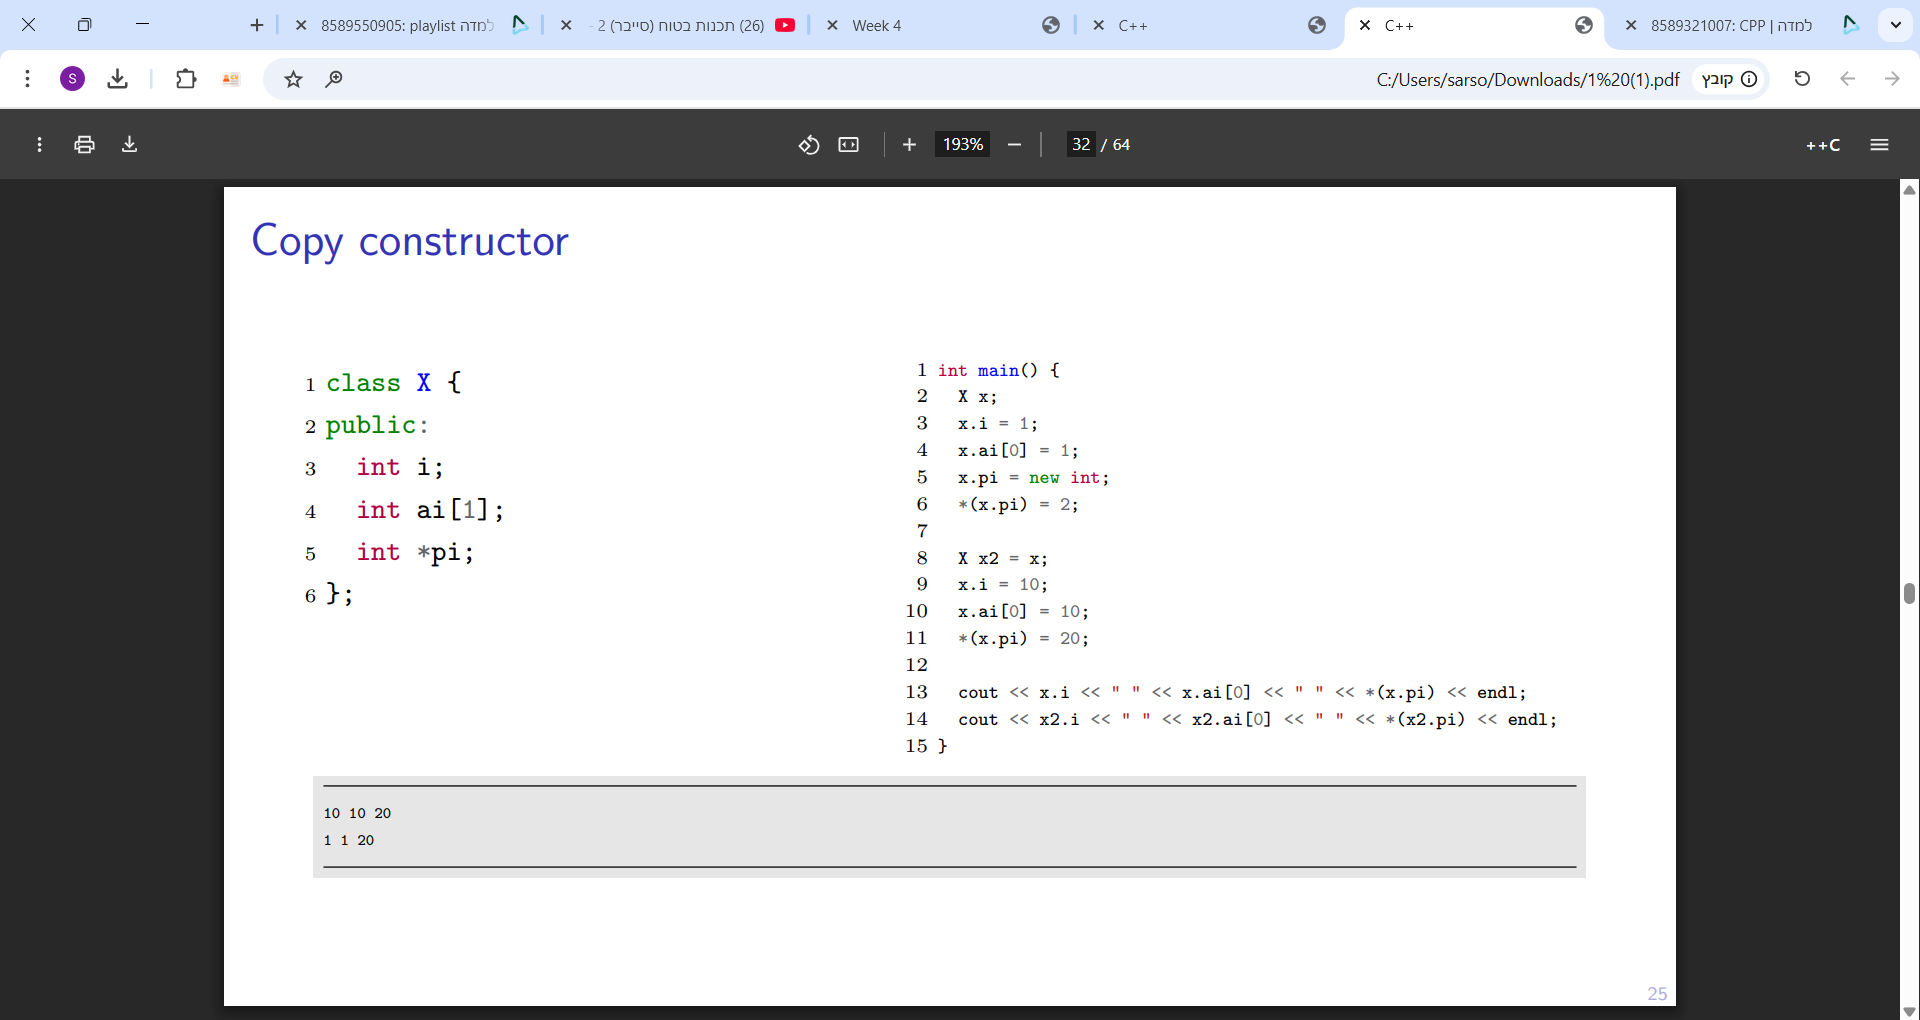 8589550905: playlist למדה
(26) תכנות בטוח (סייבר) 2 -
Week 4
C++
C++
8589321007: CPP | למדה
S
C:/Users/sarso/Downloads/1%20(1).pdf
קובץ
193%
32 / 64
++C
Copy constructor
1 class X {
2 public:
3 int i;
4 int ai[1];
5 int *pi;
6 };
1 int main() {
2 X x;
3 x.i = 1;
4 x.ai[0] = 1;
5 x.pi = new int;
6 *(x.pi) = 2;
7
8 X x2 = x;
9 x.i = 10;
10 x.ai[0] = 10;
11 *(x.pi) = 20;
12
13 cout << x.i << " " << x.ai[0] << " " << *(x.pi) << endl;
14 cout << x2.i << " " << x2.ai[0] << " " << *(x2.pi) << endl;
15 }
10 10 20
1 1 20
25